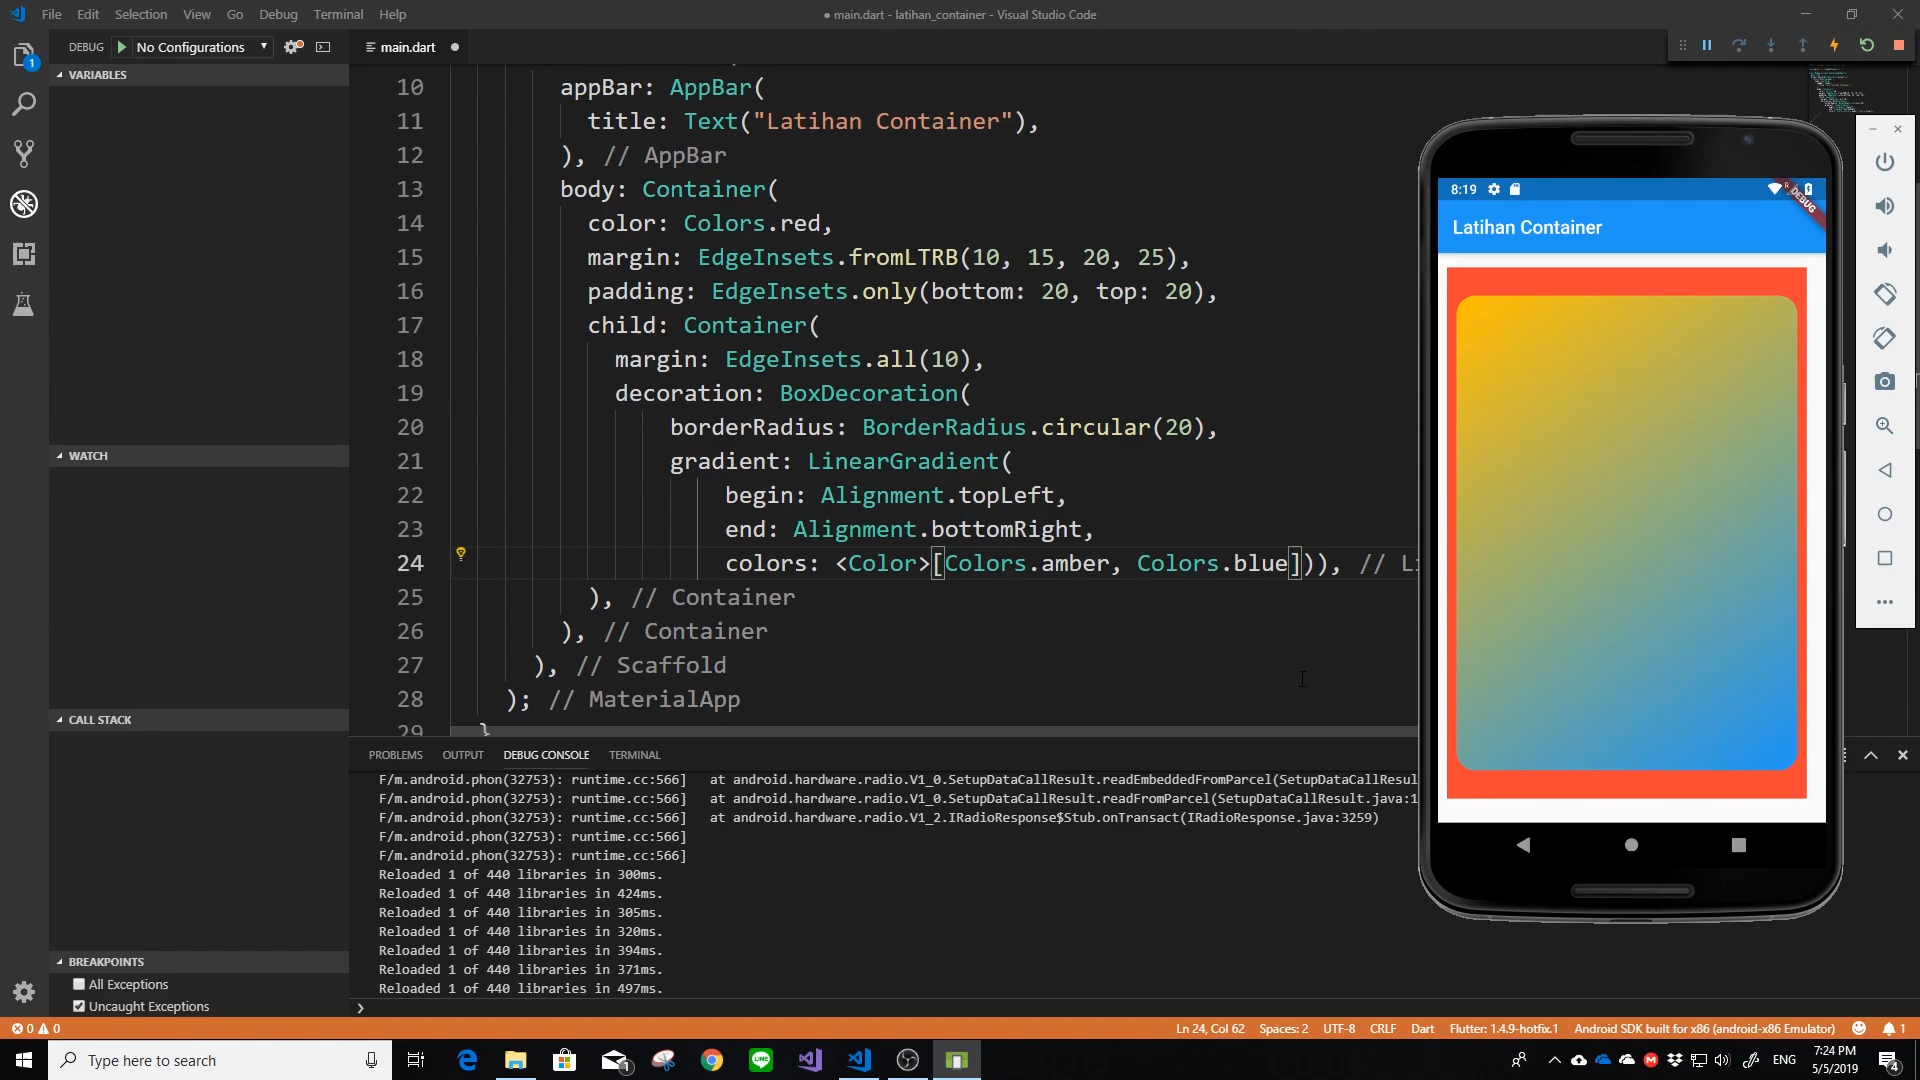 File Edit Selection View Go Debug Terminal Help
● main.dart - latihan_container - Visual Studio Code
DEBUG No Configurations
main.dart
VARIABLES
WATCH
CALL STACK
BREAKPOINTS
All Exceptions
Uncaught Exceptions
1
10 appBar: AppBar(
11 title: Text("Latihan Container"),
12 ), // AppBar
13 body: Container(
14 color: Colors.red,
15 margin: EdgeInsets.fromLTRB(10, 15, 20, 25),
16 padding: EdgeInsets.only(bottom: 20, top: 20),
17 child: Container(
18 margin: EdgeInsets.all(10),
19 decoration: BoxDecoration(
20 borderRadius: BorderRadius.circular(20),
21 gradient: LinearGradient(
22 begin: Alignment.topLeft,
23 end: Alignment.bottomRight,
24 colors: <Color>[Colors.amber, Colors.blue])), // Li
25 ), // Container
26 ), // Container
27 ), // Scaffold
28 ); // MaterialApp
29 }
PROBLEMS OUTPUT DEBUG CONSOLE TERMINAL
F/m.android.phon(32753): runtime.cc:566] at android.hardware.radio.V1_0.SetupDataCallResult.readEmbeddedFromParcel(SetupDataCallResul
F/m.android.phon(32753): runtime.cc:566] at android.hardware.radio.V1_0.SetupDataCallResult.readFromParcel(SetupDataCallResult.java:1
F/m.android.phon(32753): runtime.cc:566] at android.hardware.radio.V1_2.IRadioResponse$Stub.onTransact(IRadioResponse.java:3259)
F/m.android.phon(32753): runtime.cc:566]
F/m.android.phon(32753): runtime.cc:566]
Reloaded 1 of 440 libraries in 300ms.
Reloaded 1 of 440 libraries in 424ms.
Reloaded 1 of 440 libraries in 305ms.
Reloaded 1 of 440 libraries in 320ms.
Reloaded 1 of 440 libraries in 394ms.
Reloaded 1 of 440 libraries in 371ms.
Reloaded 1 of 440 libraries in 497ms.
8:19
R
DEBUG
Latihan Container
0 0
Ln 24, Col 62 Spaces: 2 UTF-8 CRLF Dart Flutter: 1.4.9-hotfix.1 Android SDK built for x86 (android-x86 Emulator) 1
Type here to search
1
LINE
ENG
7:24 PM
5/5/2019
4